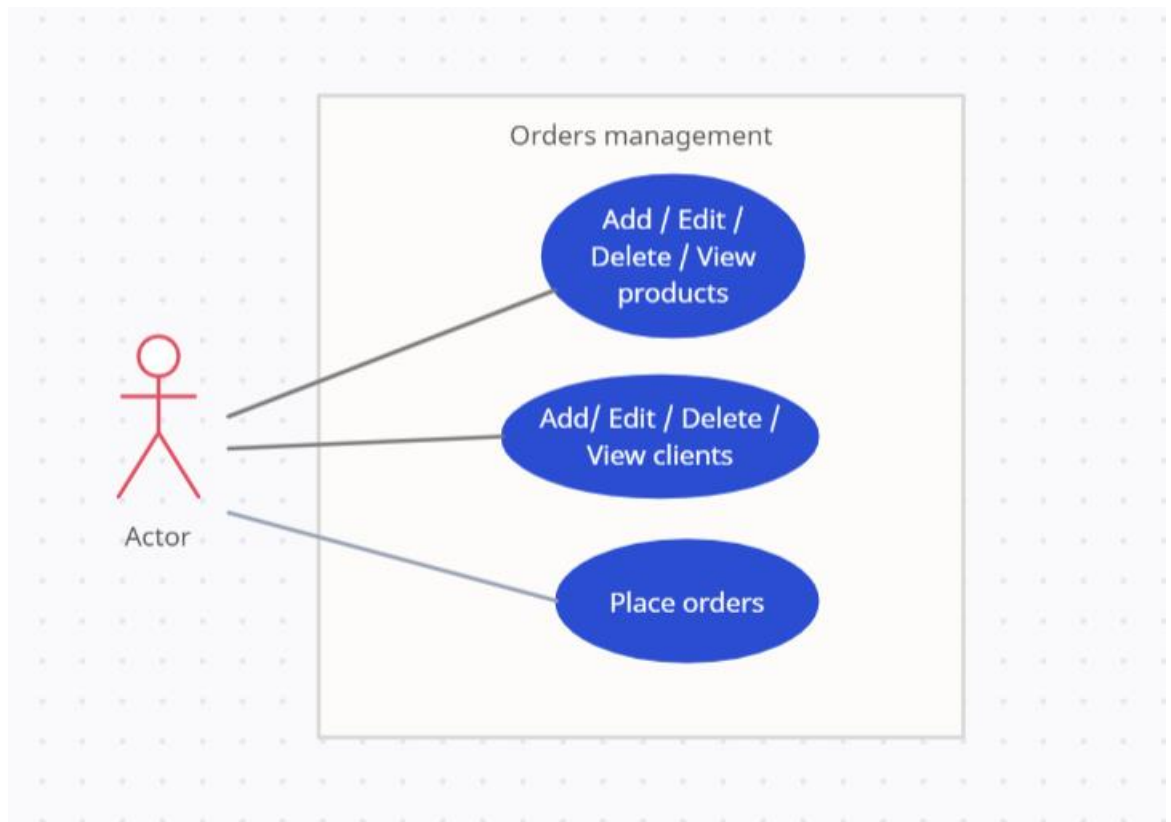 Orders management
Add / Edit /
Delete / View
products
Add/ Edit / Delete /
View clients
Actor
Place orders